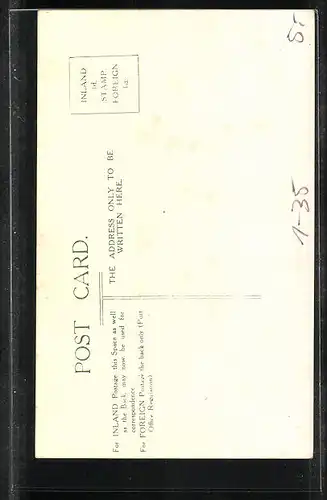 POST CARD.
For INLAND Postage this Space as well
as the Back, may now be used for
correspondence
For FOREIGN Postage the back only (Post
Office Regulation)
THE ADDRESS ONLY TO BE
WRITTEN HERE.
INLAND
½d.
STAMP
FOREIGN
1d.
5-
1-35